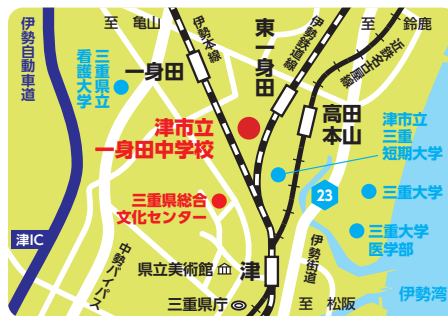 伊勢自動車道
至 亀山
伊勢本線
東一身田
伊勢鉄道線
至 鈴鹿
近鉄名古屋線
三重県立
看護大学
一身田
高田
本山
津市立
一身田中学校
津市立
三重
短期大学
三重県総合
文化センター
23
三重大学
三重大学
医学部
津IC
中勢バイパス
県立美術館
津
伊勢街道
伊勢湾
三重県庁
至 松阪